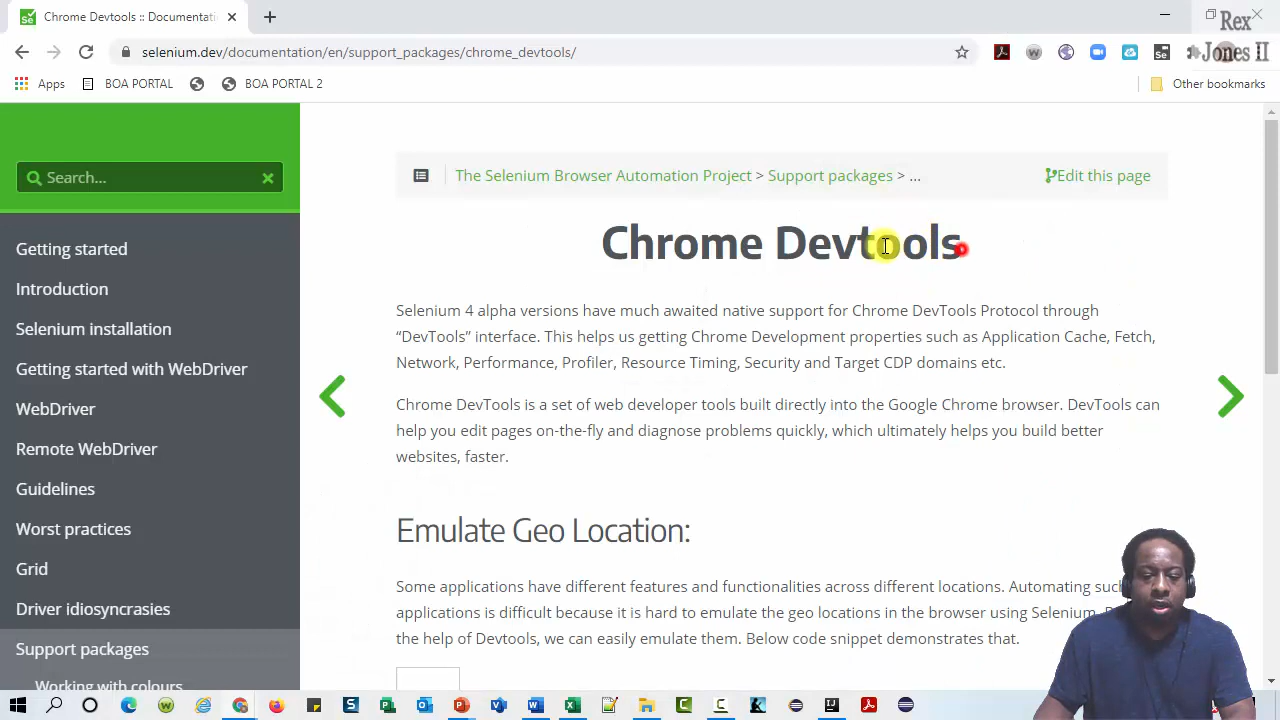 Chrome Devtools :: Documentati
Rex
Jones II
selenium.dev/documentation/en/support_packages/chrome_devtools/
Apps
BOA PORTAL
BOA PORTAL 2
Other bookmarks
Search...
Getting started
Introduction
Selenium installation
Getting started with WebDriver
WebDriver
Remote WebDriver
Guidelines
Worst practices
Grid
Driver idiosyncrasies
Support packages
Working with colours
The Selenium Browser Automation Project > Support packages > ...
Edit this page
Chrome Devtools
Selenium 4 alpha versions have much awaited native support for Chrome DevTools Protocol through
“DevTools” interface. This helps us getting Chrome Development properties such as Application Cache, Fetch,
Network, Performance, Profiler, Resource Timing, Security and Target CDP domains etc.
Chrome DevTools is a set of web developer tools built directly into the Google Chrome browser. DevTools can
help you edit pages on-the-fly and diagnose problems quickly, which ultimately helps you build better
websites, faster.
Emulate Geo Location:
Some applications have different features and functionalities across different locations. Automating such
applications is difficult because it is hard to emulate the geo locations in the browser using Selenium.
the help of Devtools, we can easily emulate them. Below code snippet demonstrates that.